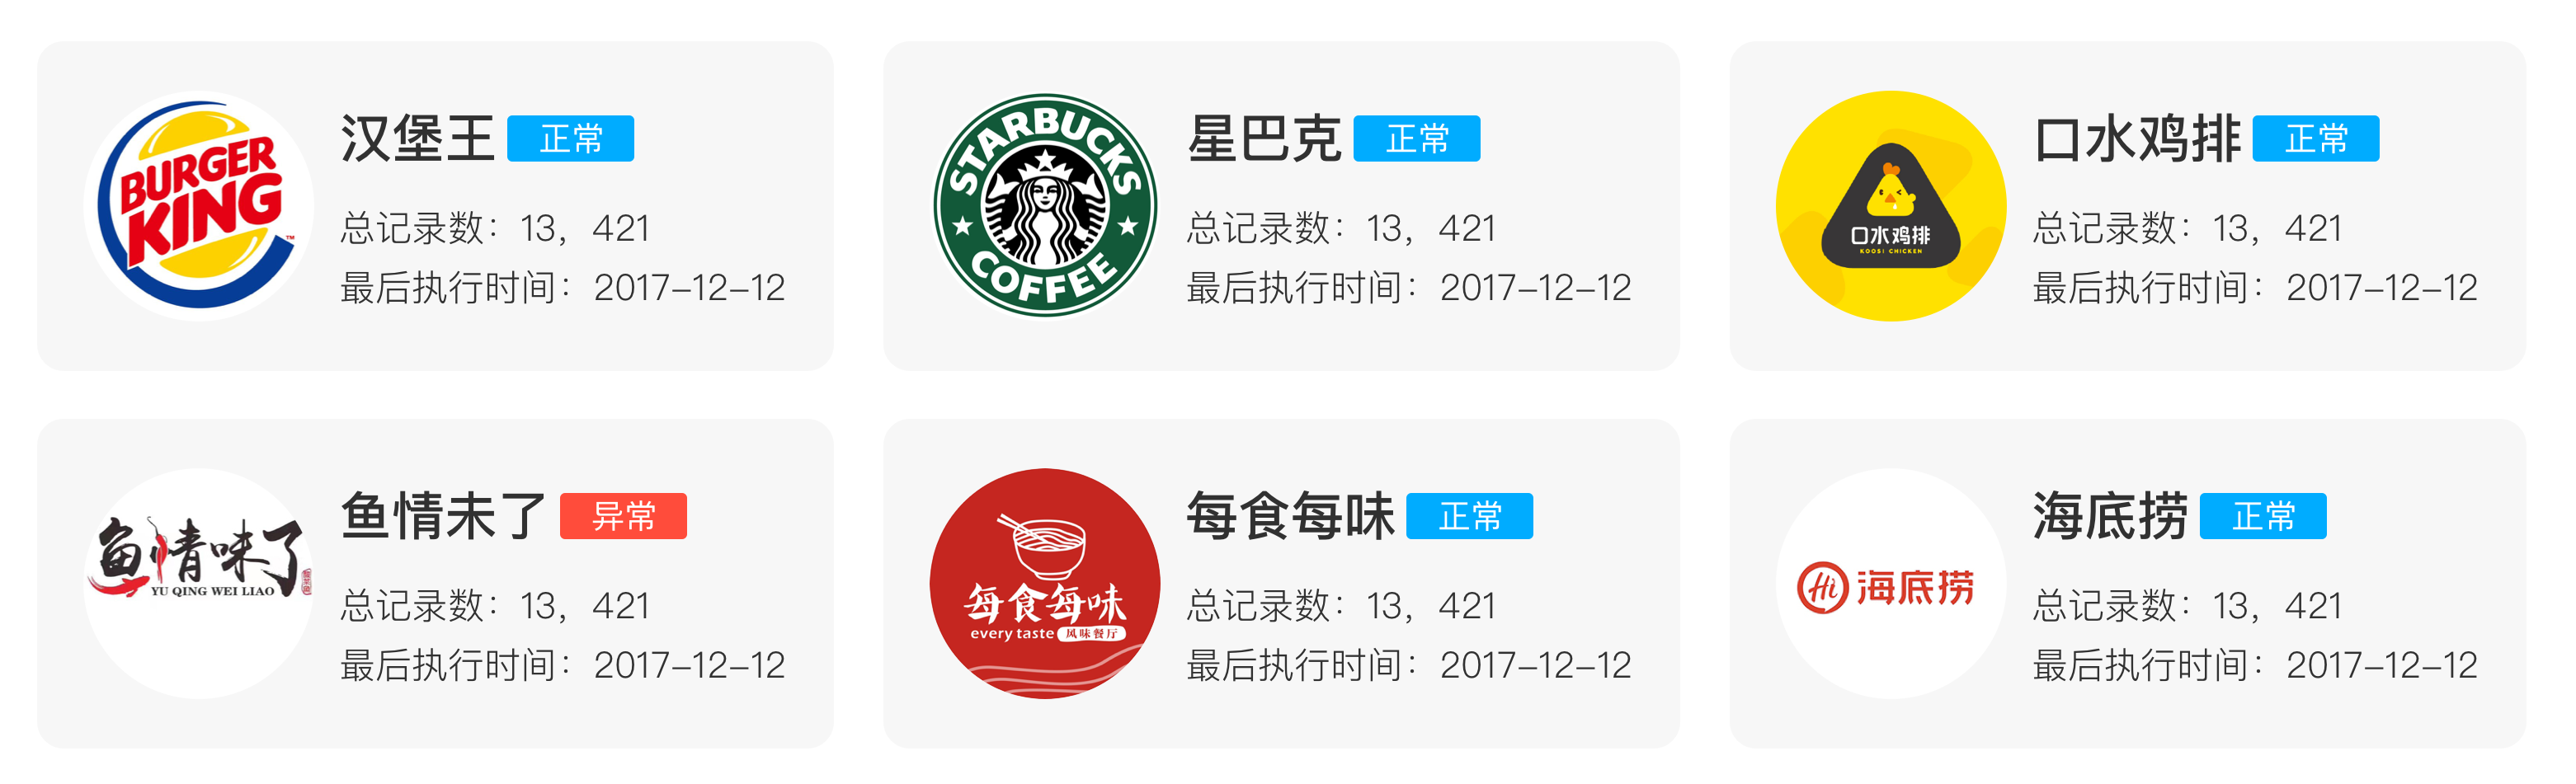 BURGER
KING
™
汉堡王 正常
总记录数：13，421
最后执行时间：2017-12-12
STARBUCKS
COFFEE
星巴克 正常
总记录数：13，421
最后执行时间：2017-12-12
口水鸡排
KOOSI CHICKEN
口水鸡排 正常
总记录数：13，421
最后执行时间：2017-12-12
鱼情味了
YU QING WEI LIAO
鱼情未了 异常
总记录数：13，421
最后执行时间：2017-12-12
每食每味
every taste 风味餐厅
每食每味 正常
总记录数：13，421
最后执行时间：2017-12-12
Hi 海底捞
海底捞 正常
总记录数：13，421
最后执行时间：2017-12-12